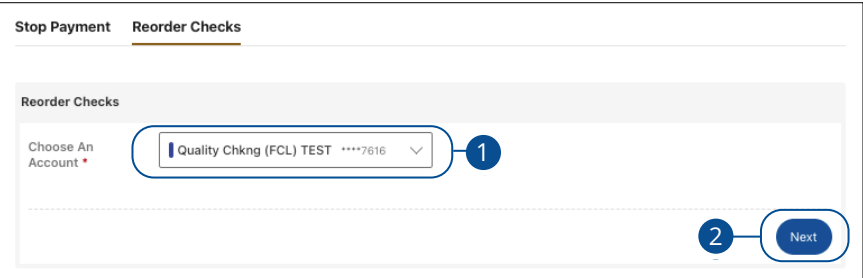 Stop Payment Reorder Checks
Reorder Checks
Choose An
Account *
Quality Chkng (FCL) TEST ****7616
1
2
Next